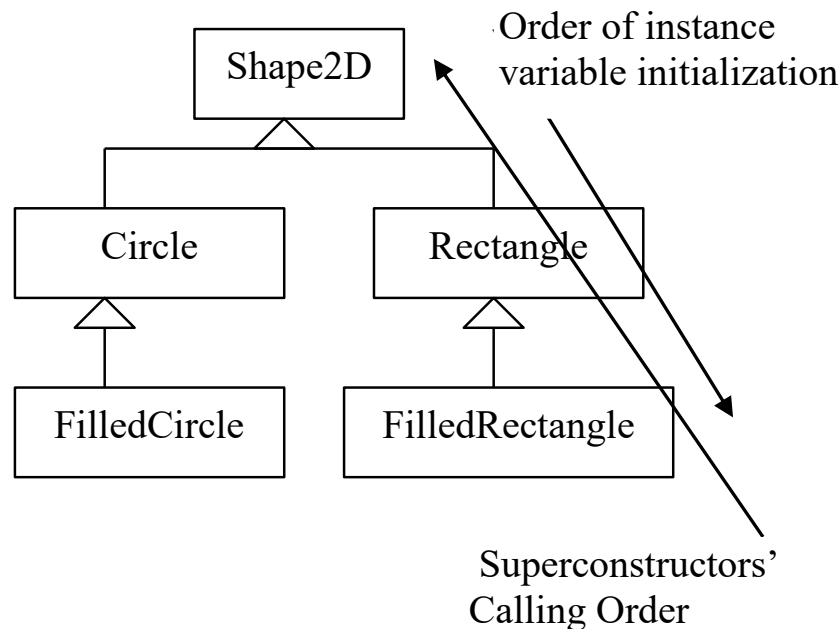 Order of instance
variable initialization
Shape2D
Circle
Rectangle
FilledCircle
FilledRectangle
Superconstructors’
Calling Order